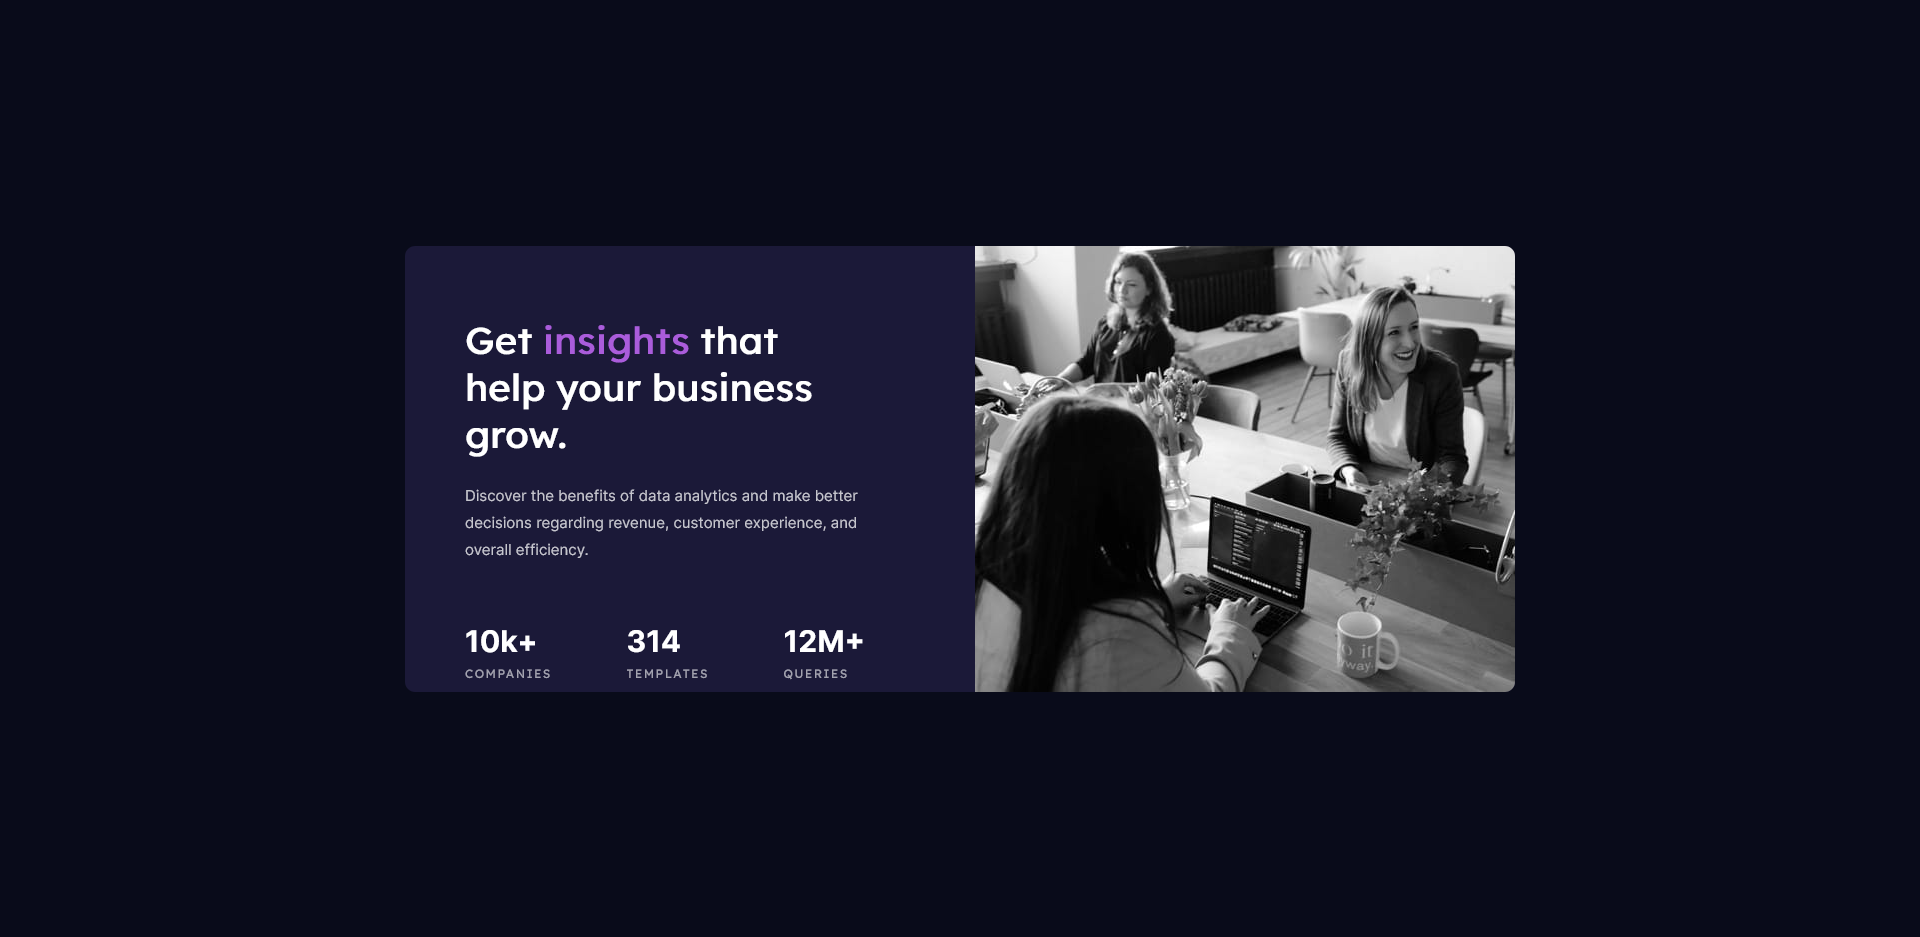 Get insights that
help your business
grow.
Discover the benefits of data analytics and make better
decisions regarding revenue, customer experience, and
overall efficiency.
10k+ 314 12M+
COMPANIES TEMPLATES QUERIES